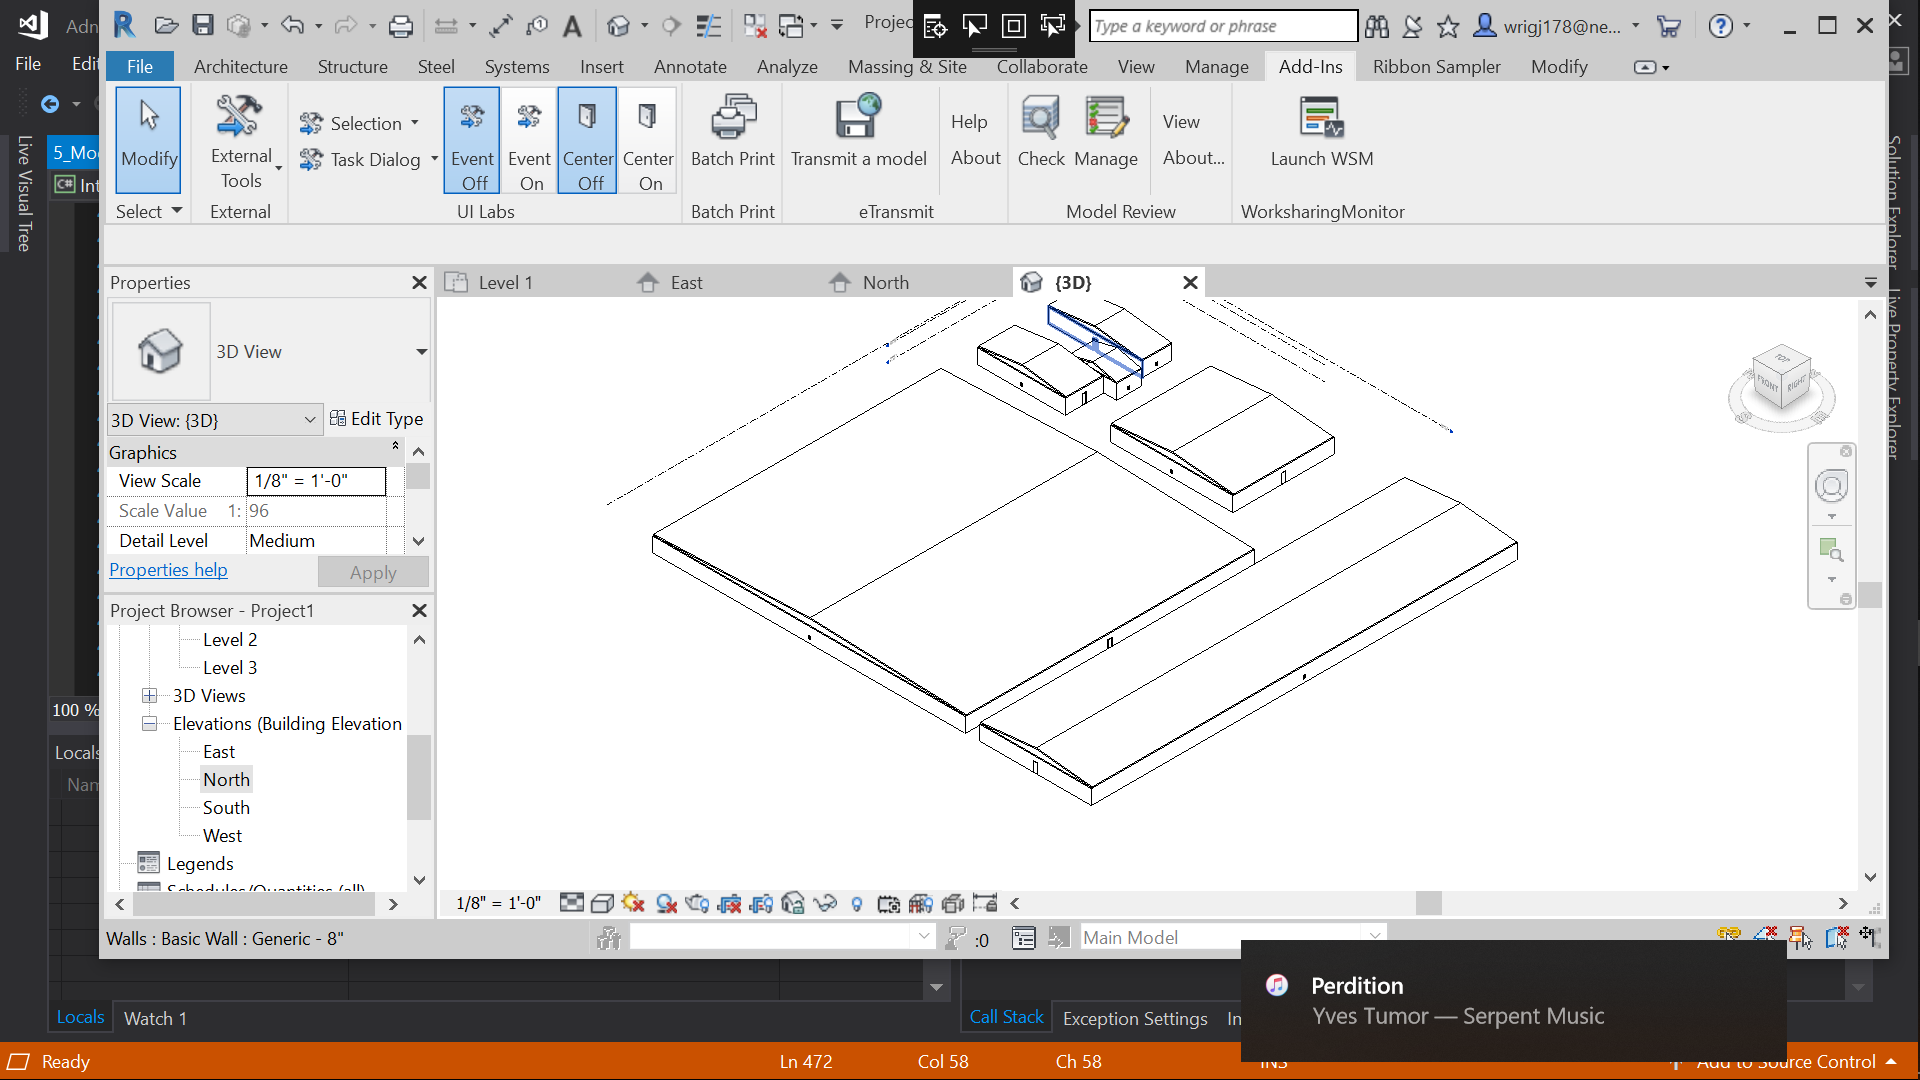 Adn
Projec
Type a keyword or phrase
wrigj178@ne...
File
Edit
File
Architecture
Structure
Steel
Systems
Insert
Annotate
Analyze
Massing & Site
Collaborate
View
Manage
Add-Ins
Ribbon Sampler
Modify
Modify
External
Tools
Selection
Task Dialog
Event
Off
Event
On
Center
Off
Center
On
Batch Print
Transmit a model
Help
About
Check
Manage
View
About...
Launch WSM
Select
External
UI Labs
Batch Print
eTransmit
Model Review
WorksharingMonitor
Live Visual Tree
5_Mo
C# Int
Solution Explorer
Live Property Explorer
Properties
Level 1
East
North
{3D}
3D View
3D View: {3D}
Edit Type
Graphics
View Scale
1/8" = 1'-0"
Scale Value 1:
96
Detail Level
Medium
Properties help
Apply
TOP
FRONT
RIGHT
Project Browser - Project1
Level 2
Level 3
3D Views
Elevations (Building Elevation
East
North
South
West
Legends
Schedules/Quantities (all)
100 %
Locals
Nam
1/8" = 1'-0"
Walls : Basic Wall : Generic - 8"
:0
Main Model
Perdition
Yves Tumor — Serpent Music
Locals
Watch 1
Call Stack
Exception Settings
Ready
Ln 472
Col 58
Ch 58
INS
Add to Source Control